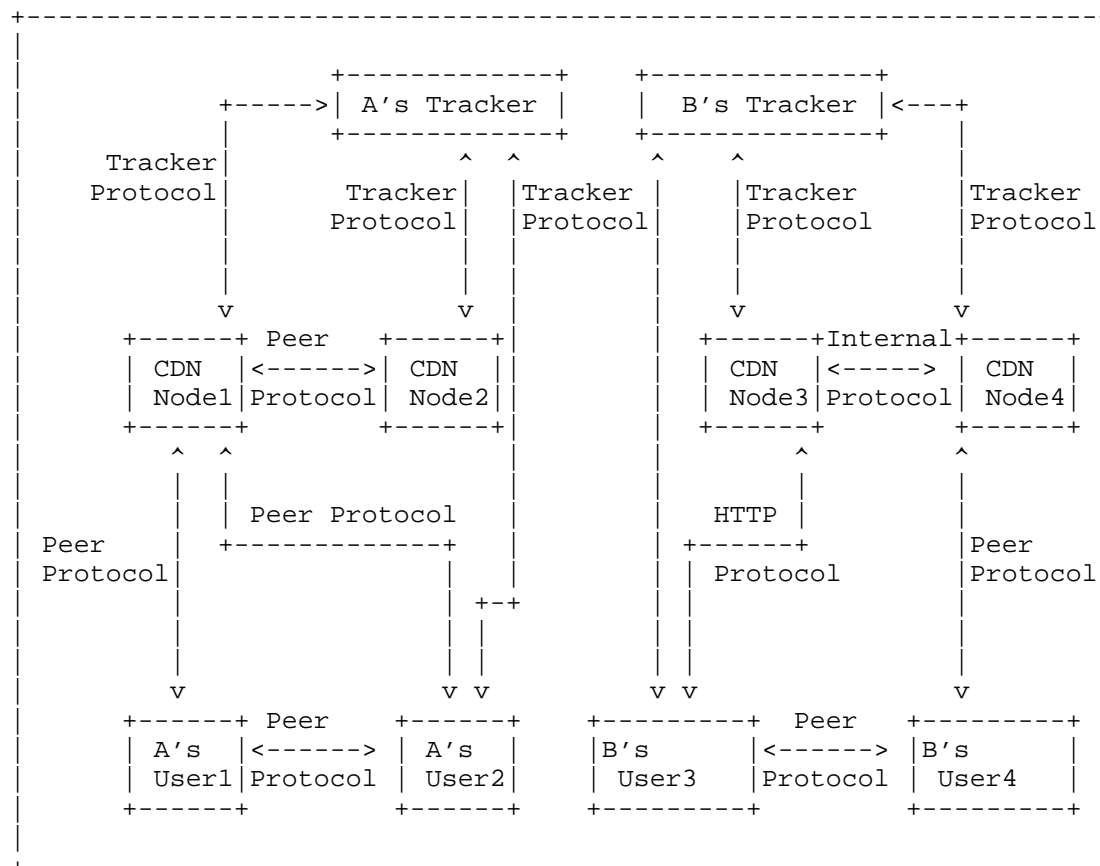 A's Tracker B's Tracker
Tracker Tracker Tracker Tracker Tracker
Protocol Protocol Protocol Protocol Protocol
Peer Internal
CDN CDN CDN CDN
Node1 Protocol Node2 Node3 Protocol Node4
Peer Protocol HTTP
Peer Peer
Protocol Protocol Protocol
Peer Peer
A's A's B's B's
User1 Protocol User2 User3 Protocol User4